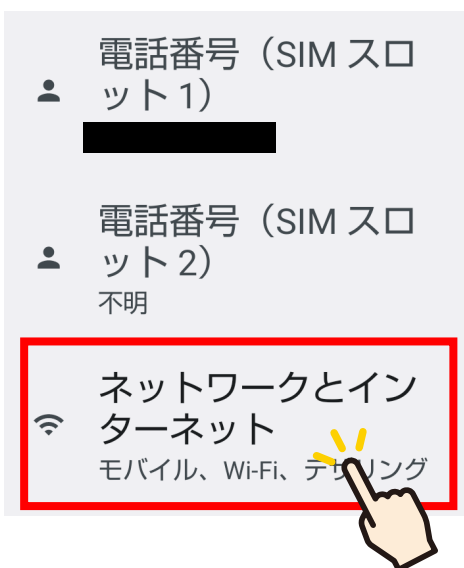 電話番号（SIM スロ
ット 1）
電話番号（SIM スロ
ット 2）
不明
ネットワークとイン
ターネット
モバイル、Wi-Fi、テザリング